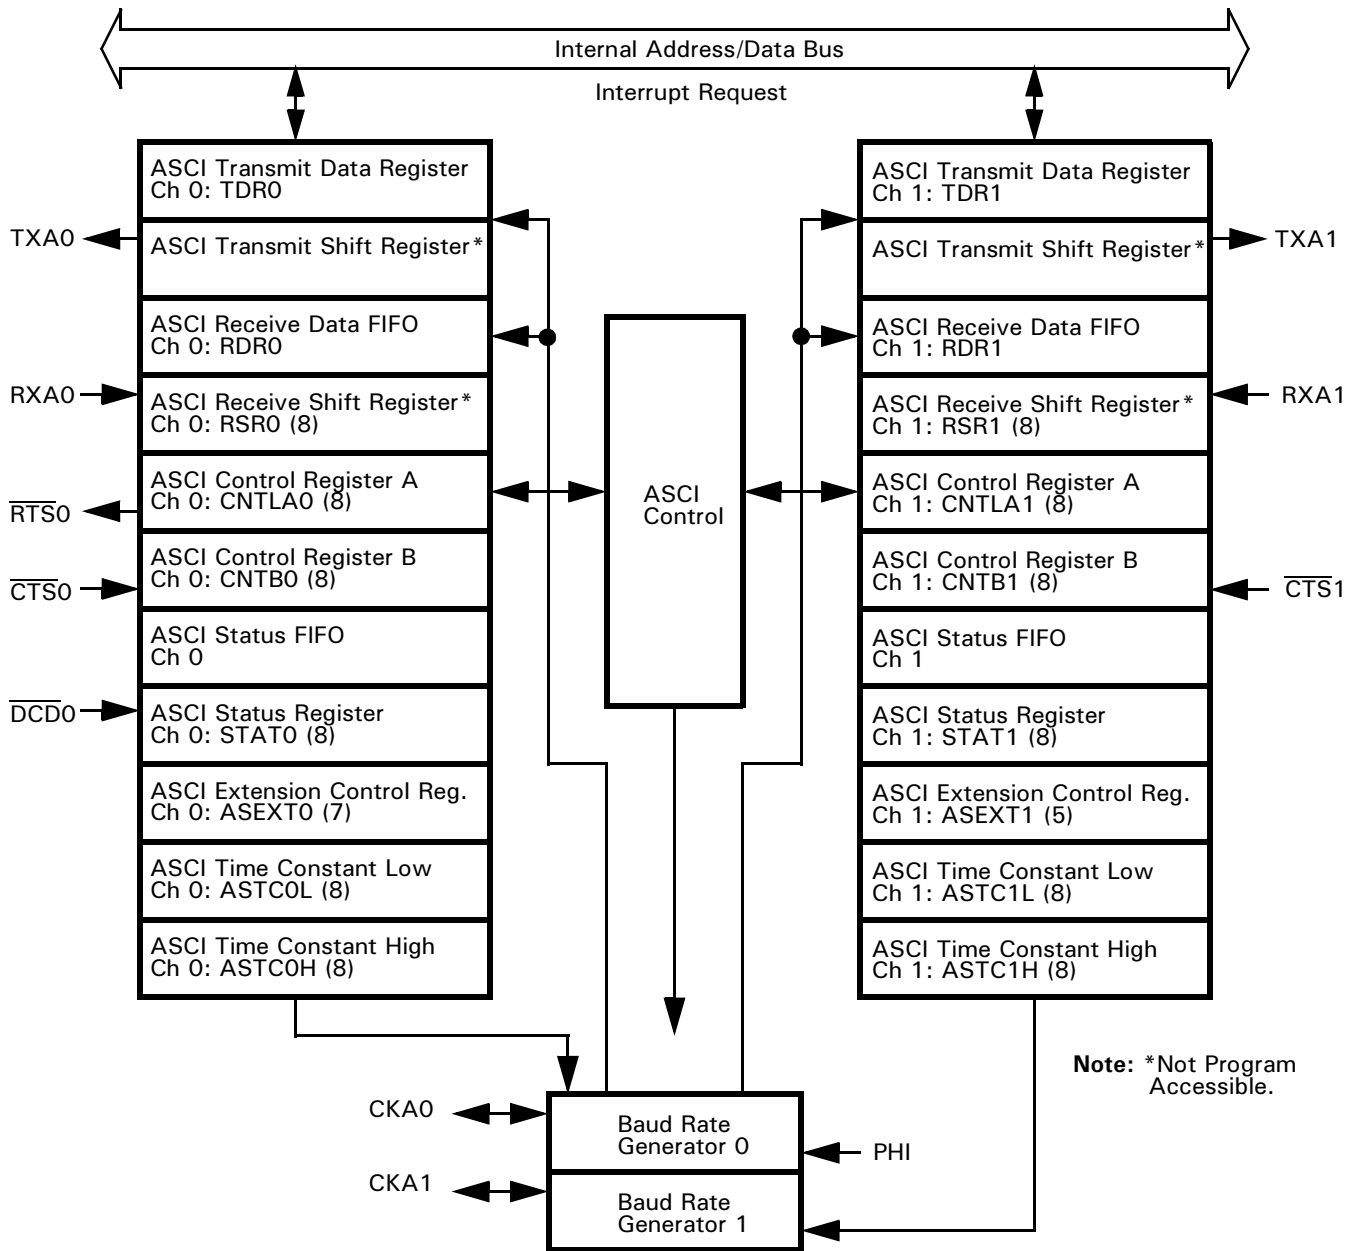 Internal Address/Data Bus
Interrupt Request
ASCI Transmit Data Register
Ch 0: TDR0
ASCI Transmit Shift Register*
ASCI Receive Data FIFO
Ch 0: RDR0
ASCI Receive Shift Register*
Ch 0: RSR0 (8)
ASCI Control Register A
Ch 0: CNTLA0 (8)
ASCI Control Register B
Ch 0: CNTB0 (8)
ASCI Status FIFO
Ch 0
ASCI Status Register
Ch 0: STAT0 (8)
ASCI Extension Control Reg.
Ch 0: ASEXT0 (7)
ASCI Time Constant Low
Ch 0: ASTC0L (8)
ASCI Time Constant High
Ch 0: ASTC0H (8)
TXA0
RXA0
R̅T̅S̅0
C̅T̅S̅0
D̅C̅D̅0
ASCI
Control
ASCI Transmit Data Register
Ch 1: TDR1
ASCI Transmit Shift Register*
ASCI Receive Data FIFO
Ch 1: RDR1
ASCI Receive Shift Register*
Ch 1: RSR1 (8)
ASCI Control Register A
Ch 1: CNTLA1 (8)
ASCI Control Register B
Ch 1: CNTB1 (8)
ASCI Status FIFO
Ch 1
ASCI Status Register
Ch 1: STAT1 (8)
ASCI Extension Control Reg.
Ch 1: ASEXT1 (5)
ASCI Time Constant Low
Ch 1: ASTC1L (8)
ASCI Time Constant High
Ch 1: ASTC1H (8)
TXA1
RXA1
C̅T̅S̅1
Note: *Not Program
Accessible.
CKA0
CKA1
Baud Rate
Generator 0
Baud Rate
Generator 1
PHI